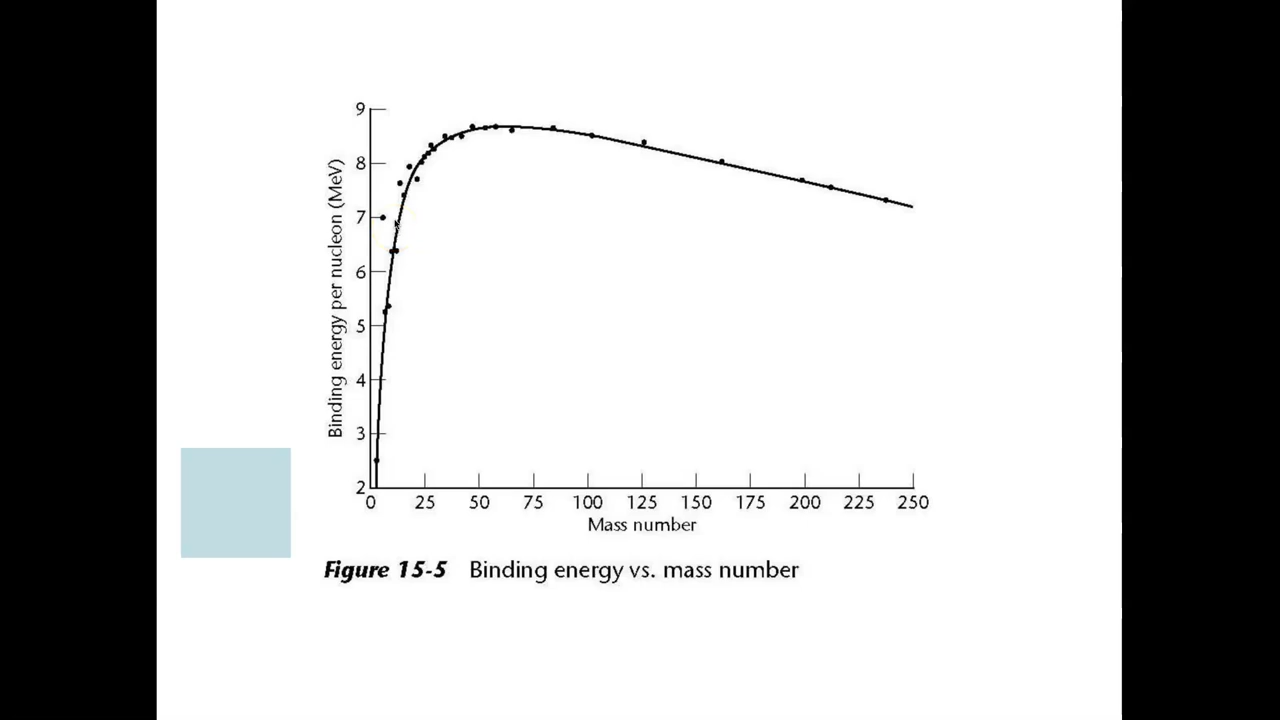 9
8
7
6
5
4
3
2
Binding energy per nucleon (MeV)
0 25 50 75 100 125 150 175 200 225 250
Mass number
Figure 15-5 Binding energy vs. mass number